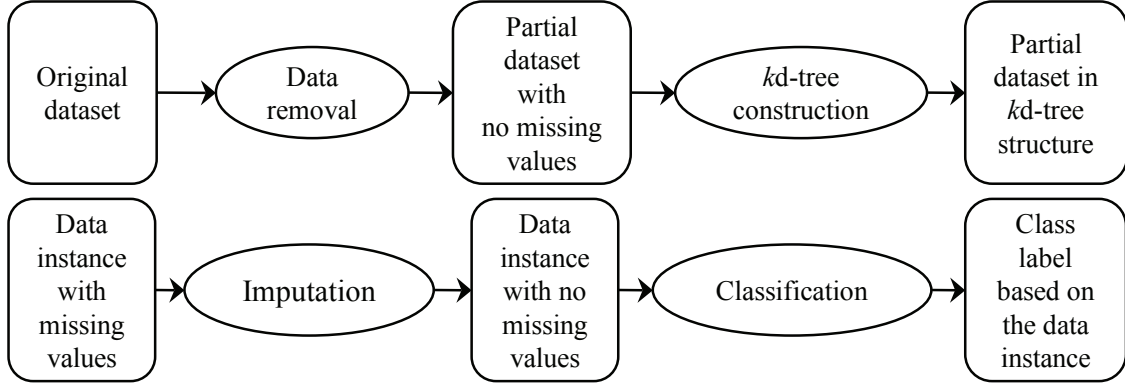 Original
dataset
Data
removal
Partial
dataset
with
no missing
values
kd-tree
construction
Partial
dataset in
kd-tree
structure
Data
instance
with
missing
values
Imputation
Data
instance
with no
missing
values
Classification
Class
label
based on
the data
instance